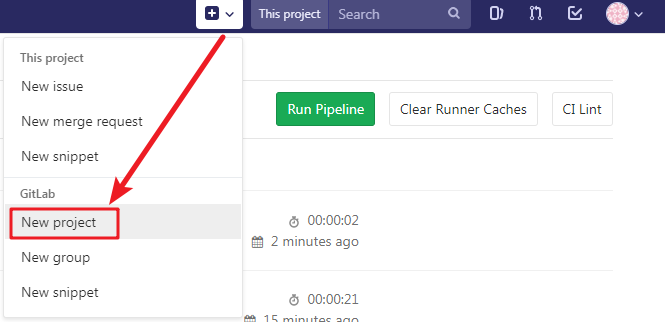 This project
Search
This project
New issue
New merge request
New snippet
GitLab
New project
New group
New snippet
Run Pipeline
Clear Runner Caches
CI Lint
00:00:02
2 minutes ago
00:00:21
15 minutes ago